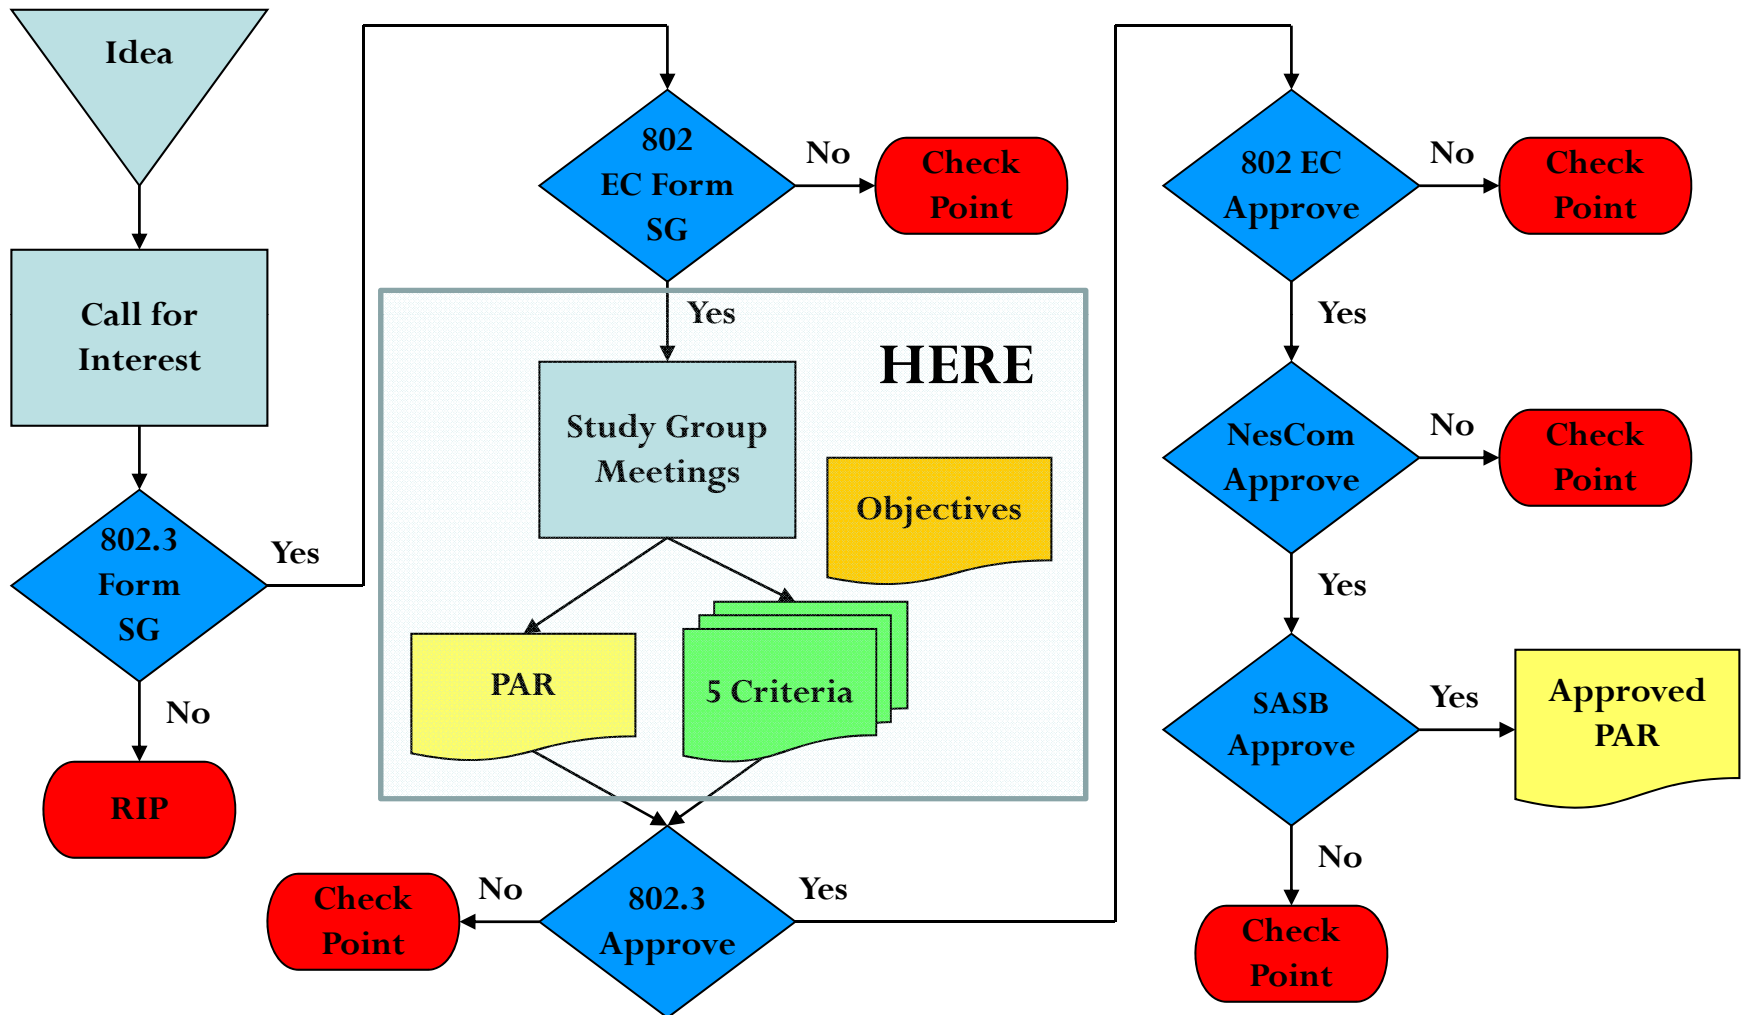 Idea
Call for
Interest
802.3
Form
SG
Yes
No
RIP
802
EC Form
SG
No
Check
Point
Yes
HERE
Study Group
Meetings
Objectives
PAR
5 Criteria
802.3
Approve
No
Check
Point
Yes
802 EC
Approve
No
Check
Point
Yes
NesCom
Approve
No
Check
Point
Yes
SASB
Approve
Yes
Approved
PAR
No
Check
Point